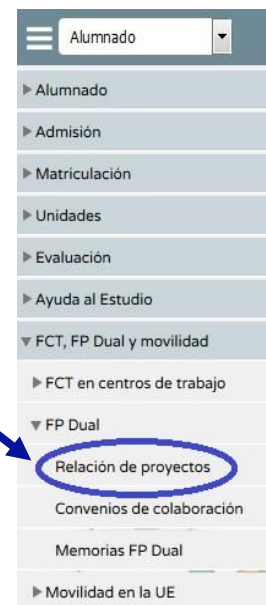 Alumnado
Alumnado
Admisión
Matriculación
Unidades
Evaluación
Ayuda al Estudio
FCT, FP Dual y movilidad
FCT en centros de trabajo
FP Dual
Relación de proyectos
Convenios de colaboración
Memorias FP Dual
Movilidad en la UE